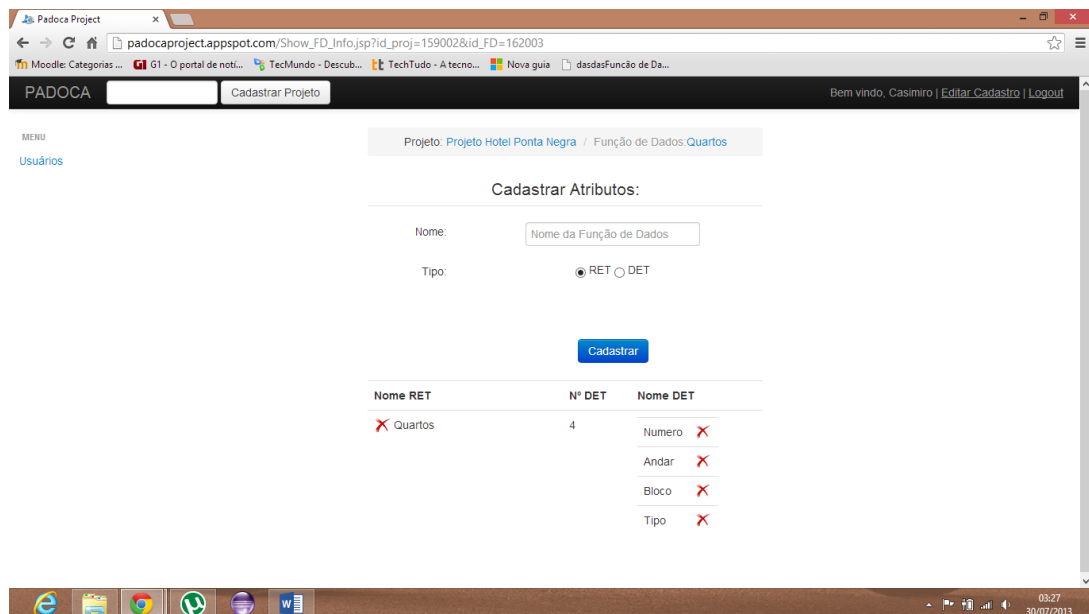 Padoca Project
padocaproject.appspot.com/Show_FD_Info.jsp?id_proj=159002&id_FD=162003
Moodle: Categorias ... G1 G1 - O portal de notí... TecMundo - Descub... TechTudo - A tecno... Nova guia dasdasFuncão de Da...
PADOCA Cadastrar Projeto Bem vindo, Casimiro | Editar Cadastro | Logout
MENU
Usuários
Projeto: Projeto Hotel Ponta Negra / Função de Dados:Quartos
Cadastrar Atributos:
Nome: Nome da Função de Dados
Tipo: RET DET
Cadastrar
Nome RET Nº DET Nome DET
Quartos 4
Numero
Andar
Bloco
Tipo
03:27
30/07/2013